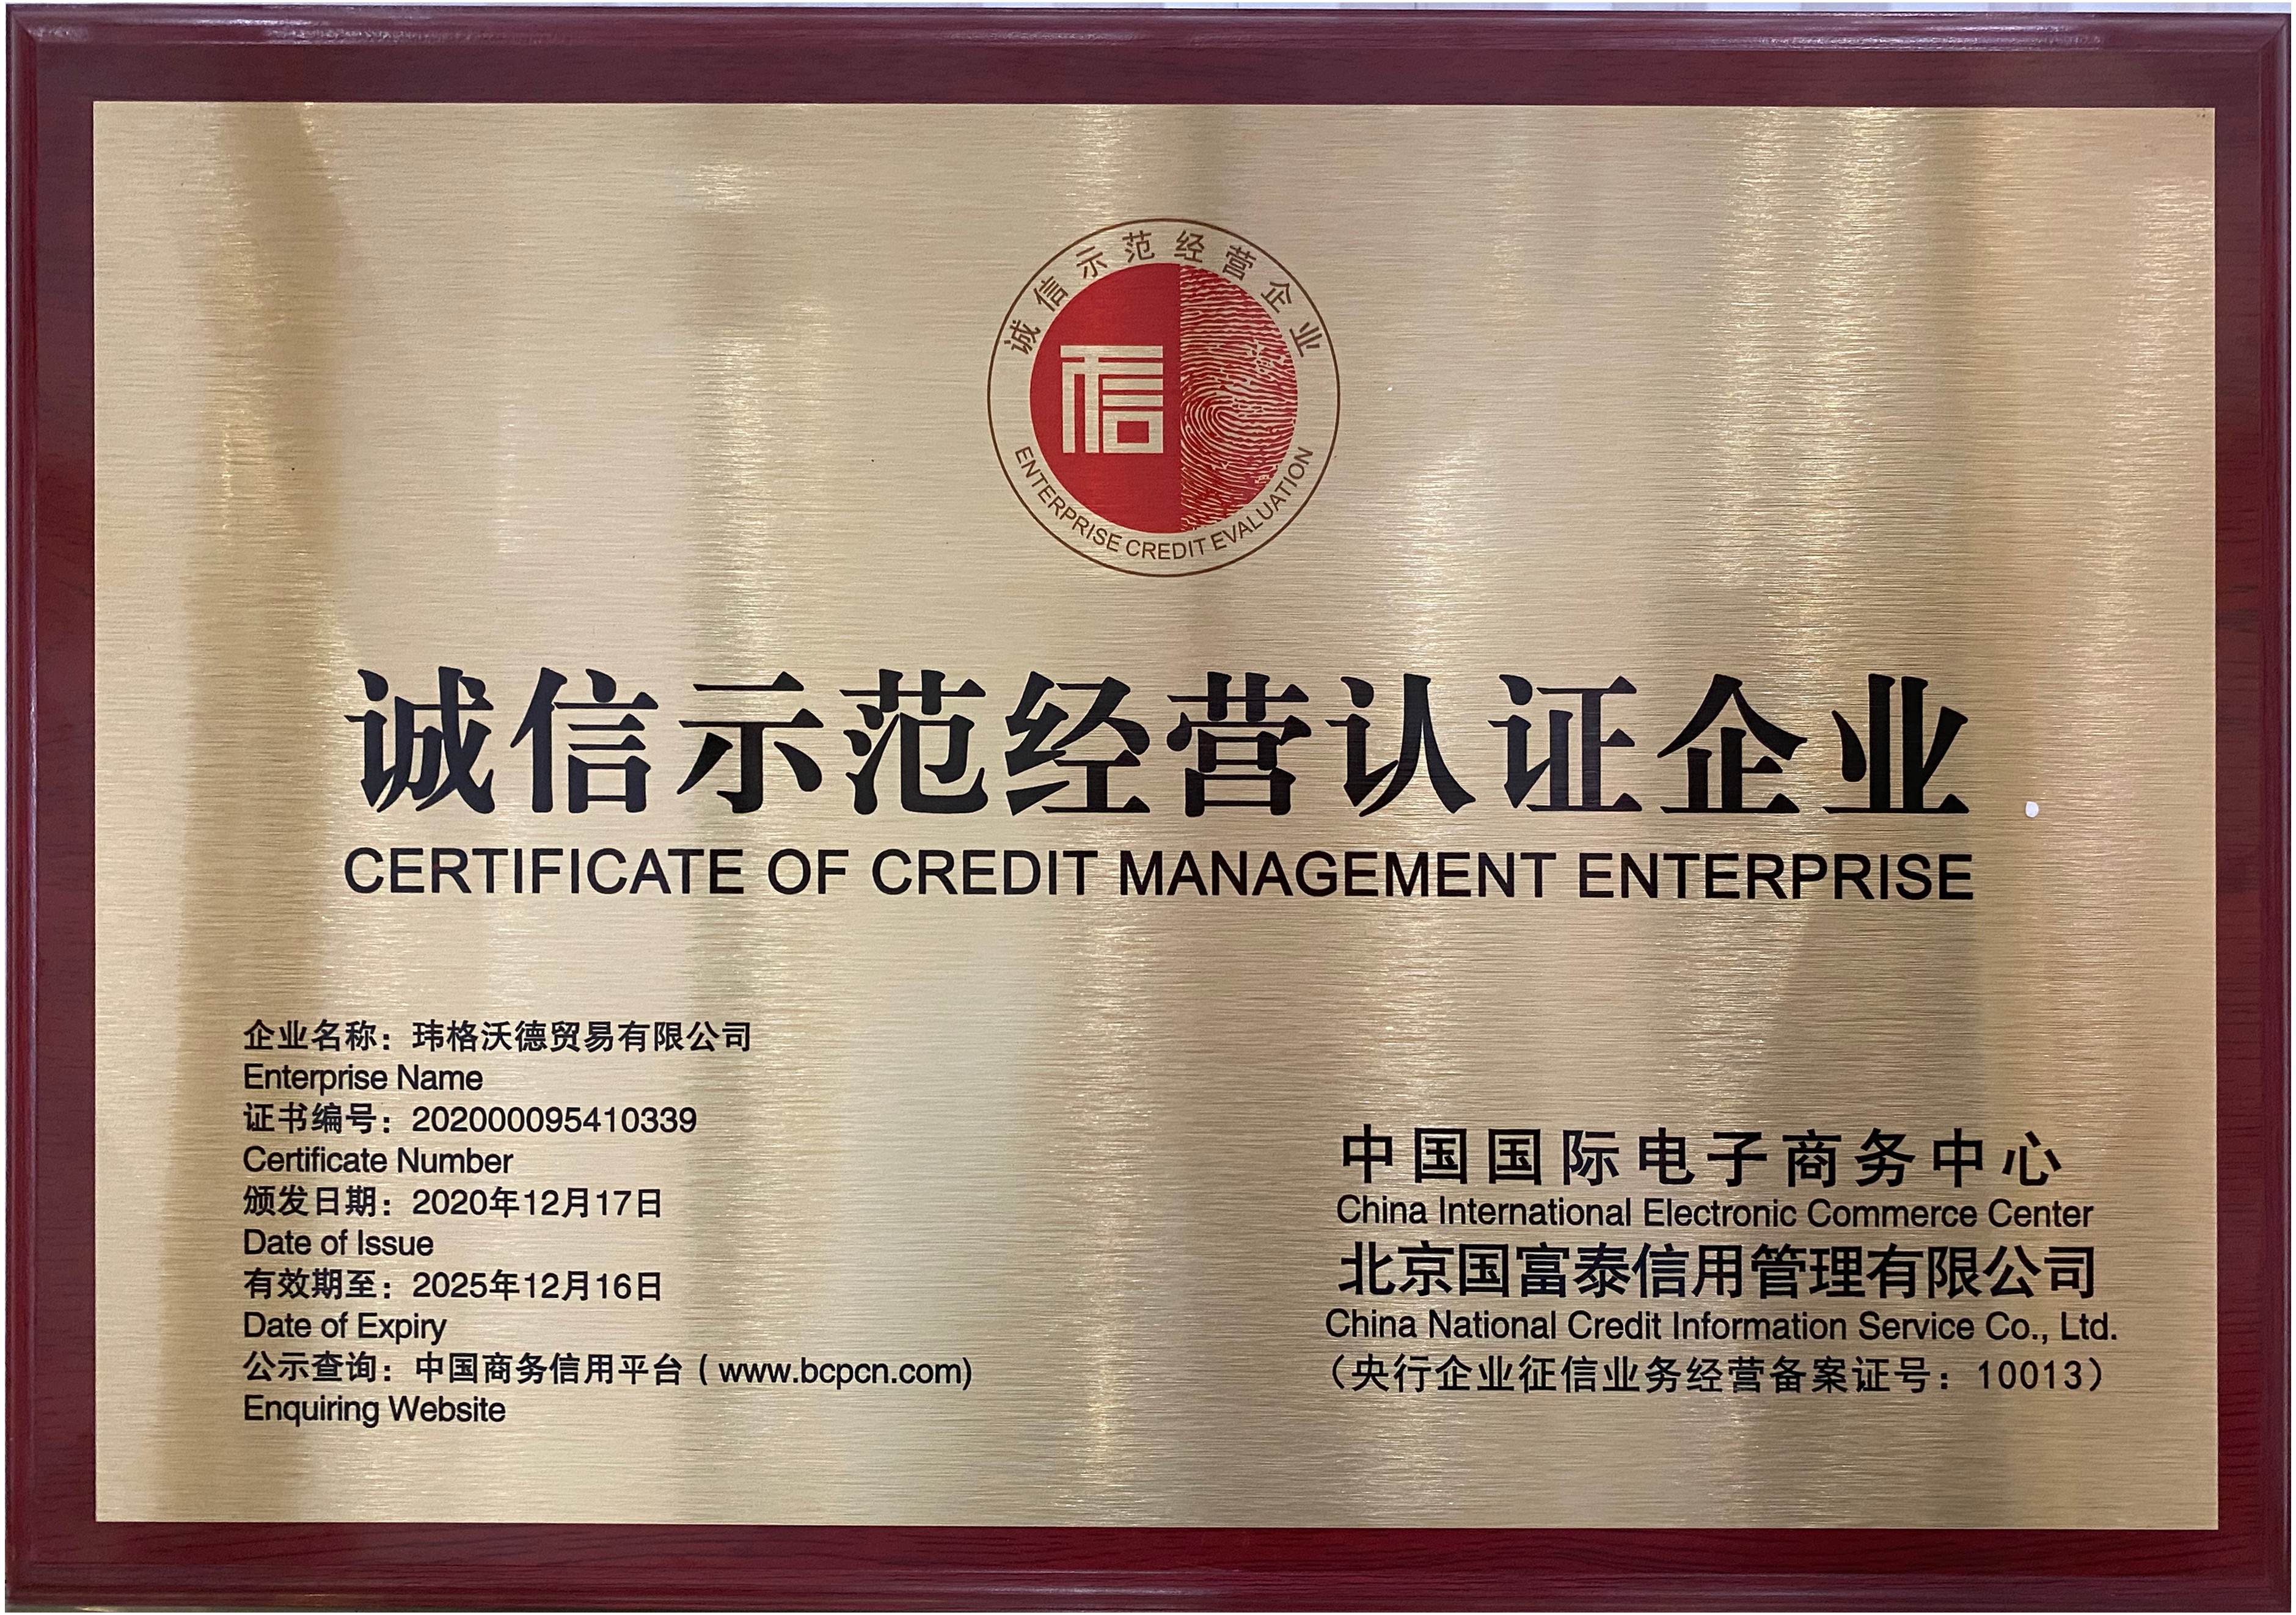 诚信示范经营企业
信
ENTERPRISE CREDIT EVALUATION
诚信示范经营认证企业
CERTIFICATE OF CREDIT MANAGEMENT ENTERPRISE
企业名称：玮格沃德贸易有限公司
Enterprise Name
证书编号：202000095410339
Certificate Number
颁发日期：2020年12月17日
Date of Issue
有效期至：2025年12月16日
Date of Expiry
公示查询：中国商务信用平台（www.bcpcn.com)
Enquiring Website
中国国际电子商务中心
China International Electronic Commerce Center
北京国富泰信用管理有限公司
China National Credit Information Service Co., Ltd.
（央行企业征信业务经营备案证号：10013）